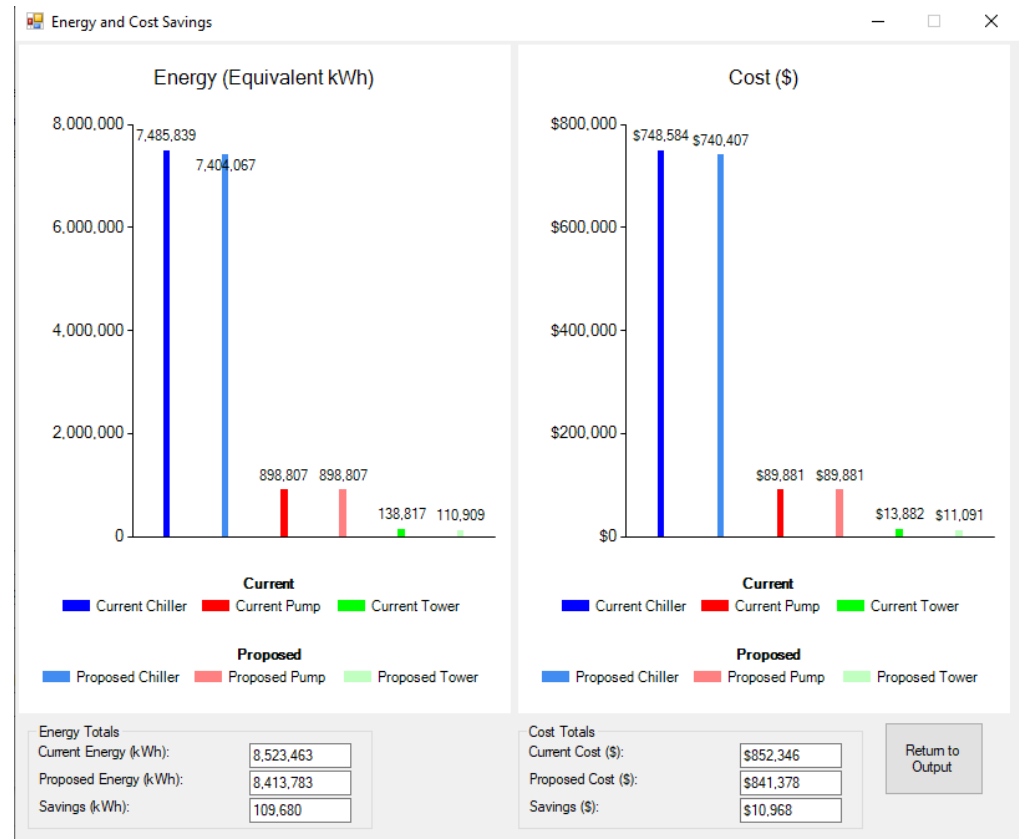 Energy and Cost Savings
Energy (Equivalent kWh)
8,000,000
7,485,839
7,404,067
6,000,000
4,000,000
2,000,000
898,807 898,807
138,817 110,909
0
Current
Current Chiller Current Pump Current Tower
Proposed
Proposed Chiller Proposed Pump Proposed Tower
Cost ($)
$800,000
$748,584 $740,407
$600,000
$400,000
$200,000
$89,881 $89,881
$13,882 $11,091
$0
Current
Current Chiller Current Pump Current Tower
Proposed
Proposed Chiller Proposed Pump Proposed Tower
Energy Totals
Current Energy (kWh): 8,523,463
Proposed Energy (kWh): 8,413,783
Savings (kWh): 109,680
Cost Totals
Current Cost ($): $852,346
Proposed Cost ($): $841,378
Savings ($): $10,968
Return to
Output